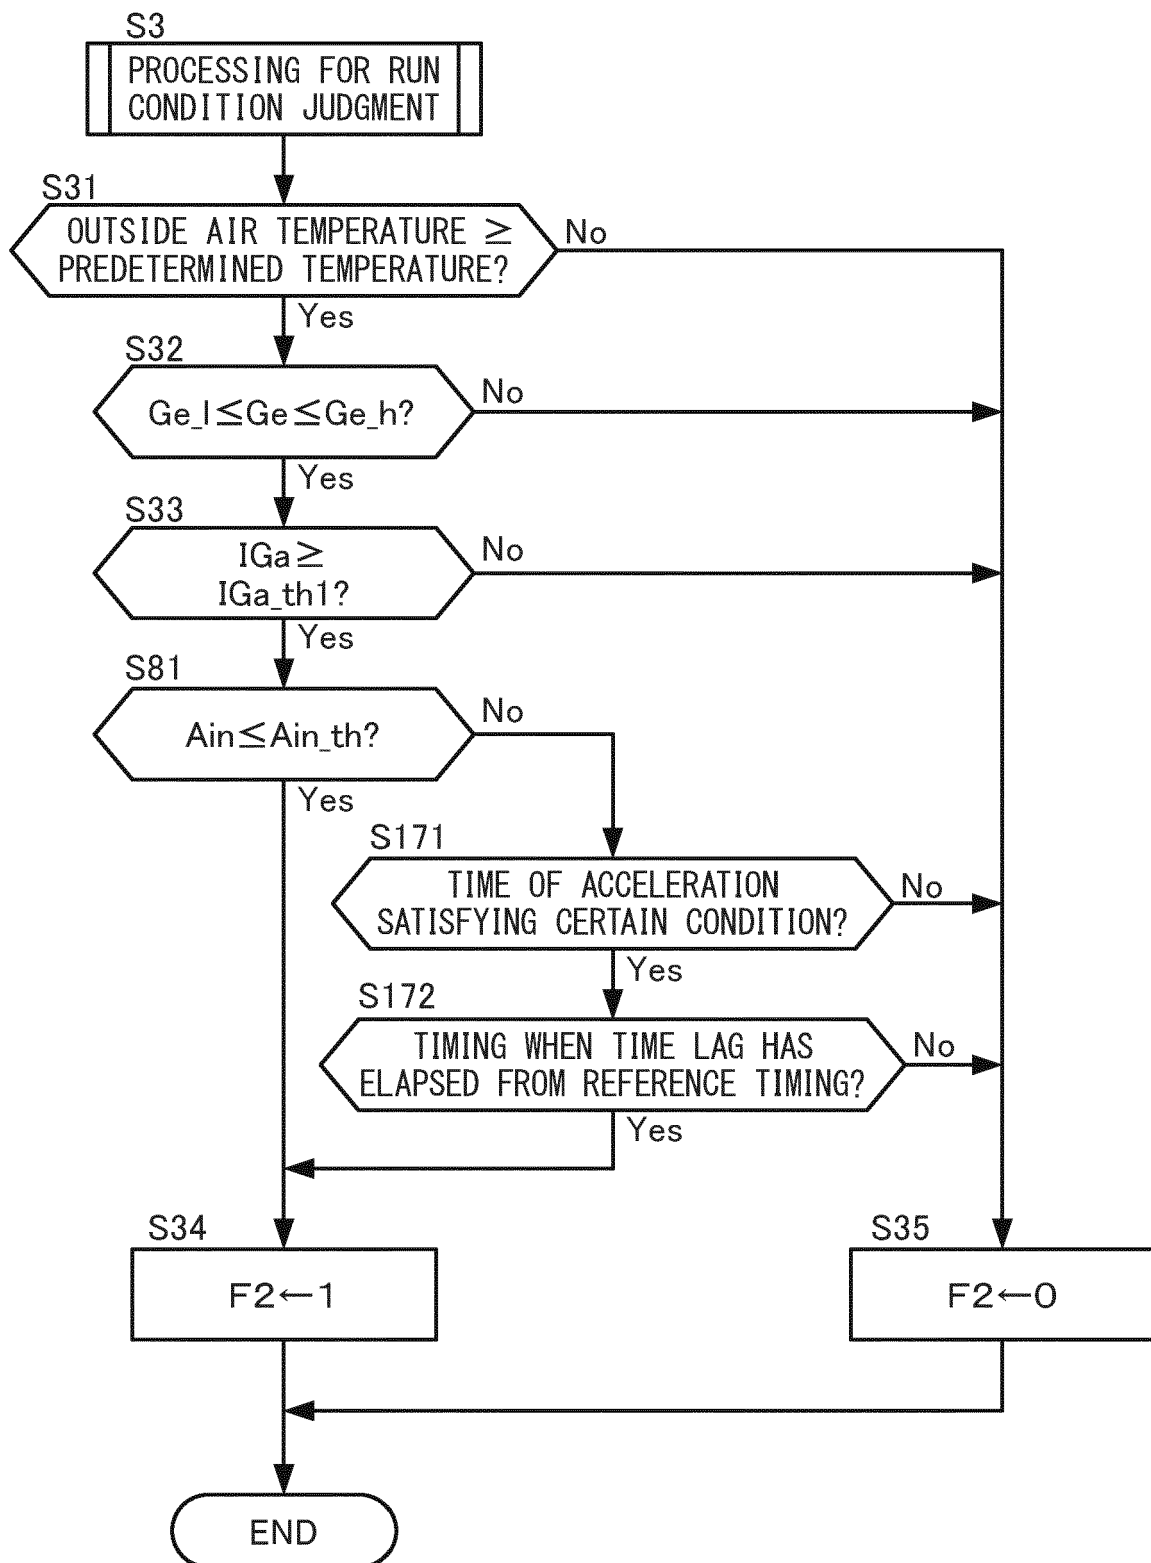 S3
PROCESSING FOR RUN
CONDITION JUDGMENT
S31
OUTSIDE AIR TEMPERATURE ≥
PREDETERMINED TEMPERATURE?
No
Yes
S32
Ge_l≤Ge≤Ge_h?
No
Yes
S33
IGa≥
IGa_th1?
No
Yes
S81
Ain≤Ain_th?
No
Yes
S171
TIME OF ACCELERATION
SATISFYING CERTAIN CONDITION?
No
Yes
S172
TIMING WHEN TIME LAG HAS
ELAPSED FROM REFERENCE TIMING?
No
Yes
S34
F2←1
S35
F2←0
END